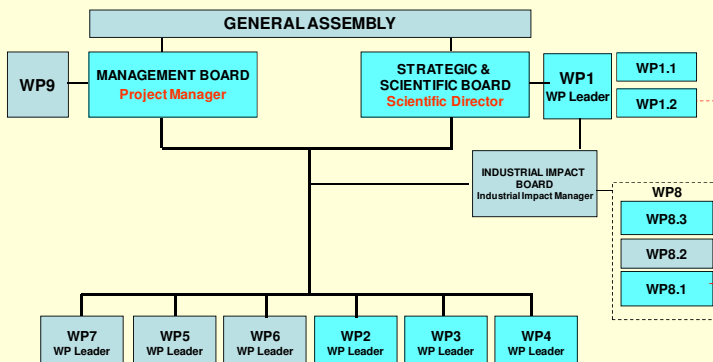 GENERAL ASSEMBLY
WP9
MANAGEMENT BOARD
Project Manager
STRATEGIC &
SCIENTIFIC BOARD
Scientific Director
WP1
WP Leader
WP1.1
WP1.2
INDUSTRIAL IMPACT
BOARD
Industrial Impact Manager
WP8
WP8.3
WP8.2
WP8.1
WP7
WP Leader
WP5
WP Leader
WP6
WP Leader
WP2
WP Leader
WP3
WP Leader
WP4
WP Leader